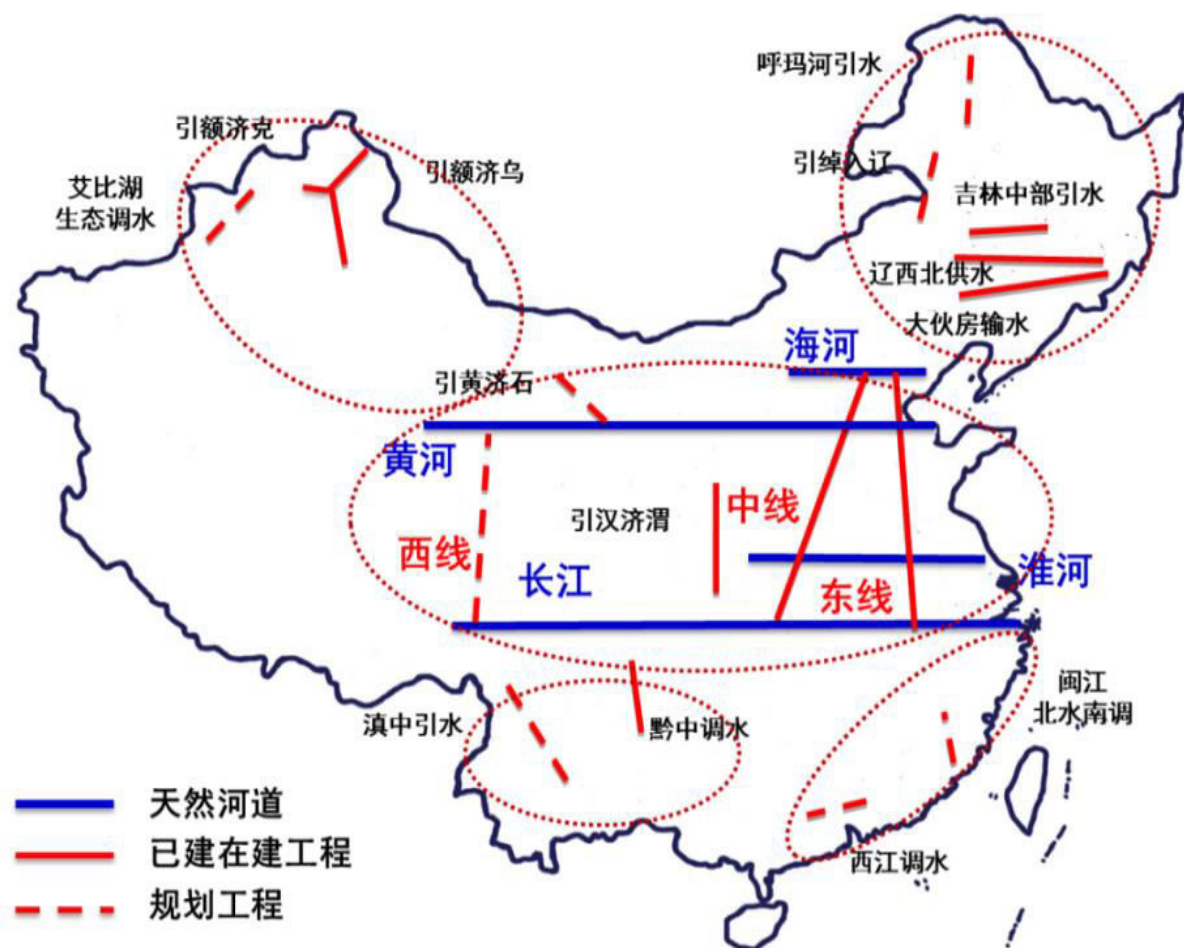 呼玛河引水
引额济克
引绰入辽
引额济乌
艾比湖
生态调水
吉林中部引水
辽西北供水
大伙房输水
海河
引黄济石
黄河
中线
引汉济渭
西线
长江
东线
淮河
闽江
北水南调
滇中引水
黔中调水
西江调水
天然河道
已建在建工程
规划工程